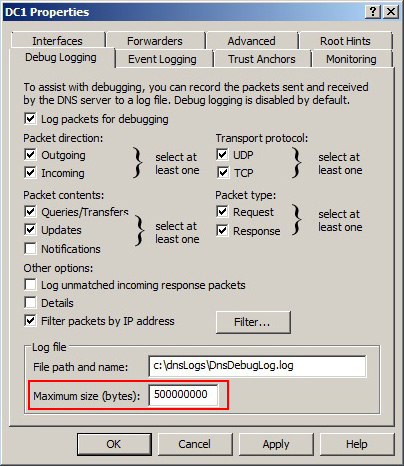 DC1 Properties
Interfaces Forwarders Advanced Root Hints
Debug Logging Event Logging Trust Anchors Monitoring
To assist with debugging, you can record the packets sent and received
by the DNS server to a log file. Debug logging is disabled by default.
Log packets for debugging
Packet direction: Transport protocol:
Outgoing select at least one UDP select at least one
Incoming TCP
Packet contents: Packet type:
Queries/Transfers select at least one Request select at least one
Updates Response
Notifications
Other options:
Log unmatched incoming response packets
Details
Filter packets by IP address Filter...
Log file
File path and name: c:\dnsLogs\DnsDebugLog.log
Maximum size (bytes): 500000000
OK Cancel Apply Help